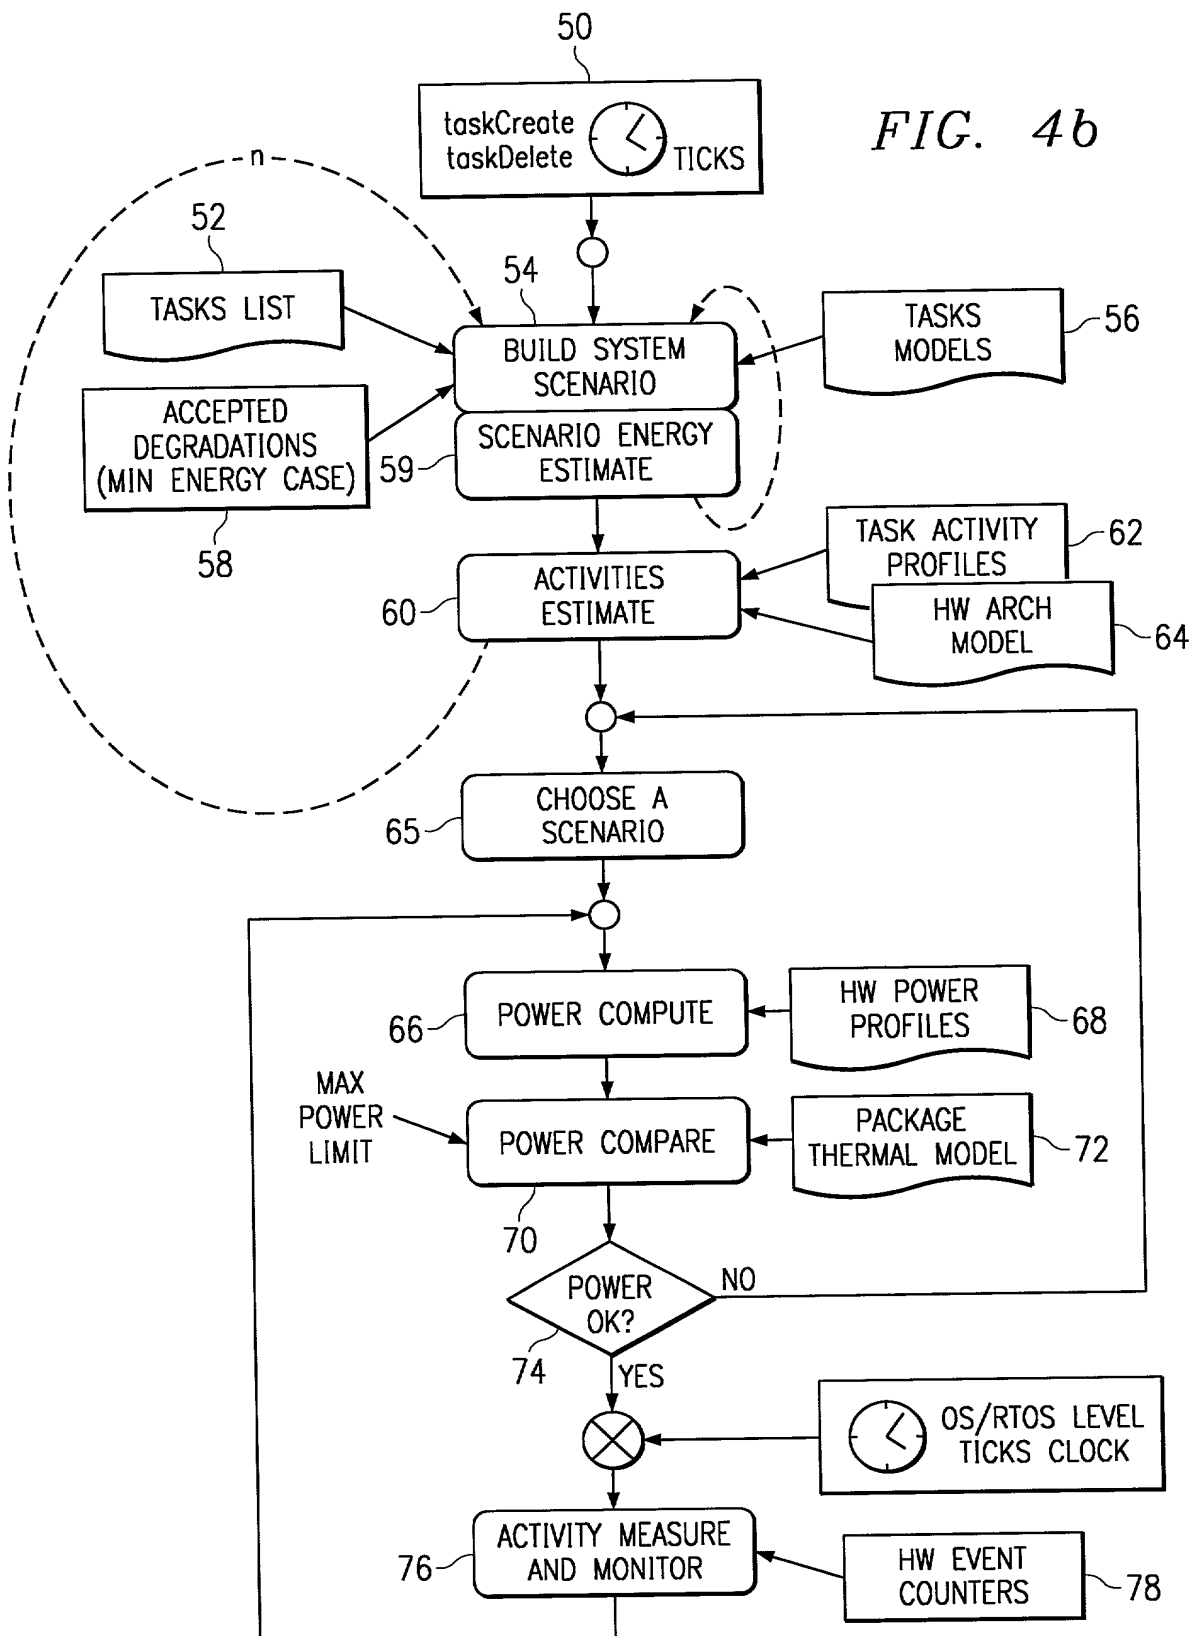 50
taskCreate
taskDelete
TICKS
FIG. 4b
n
52
TASKS LIST
54
BUILD SYSTEM
SCENARIO
TASKS
MODELS
56
ACCEPTED
DEGRADATIONS
(MIN ENERGY CASE)
58
59
SCENARIO ENERGY
ESTIMATE
60
ACTIVITIES
ESTIMATE
TASK ACTIVITY
PROFILES
62
HW ARCH
MODEL
64
65
CHOOSE A
SCENARIO
66
POWER COMPUTE
HW POWER
PROFILES
68
MAX
POWER
LIMIT
POWER COMPARE
70
PACKAGE
THERMAL MODEL
72
POWER
OK?
74
NO
YES
OS/RTOS LEVEL
TICKS CLOCK
76
ACTIVITY MEASURE
AND MONITOR
HW EVENT
COUNTERS
78